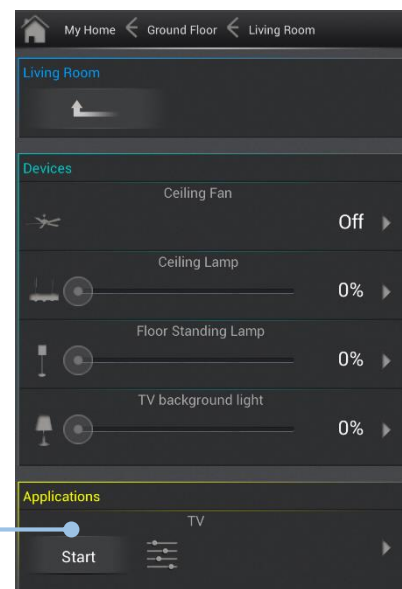 My Home Ground Floor Living Room
Living Room
Devices
Ceiling Fan
Off
Ceiling Lamp
0%
Floor Standing Lamp
0%
TV background light
0%
Applications
TV
Start